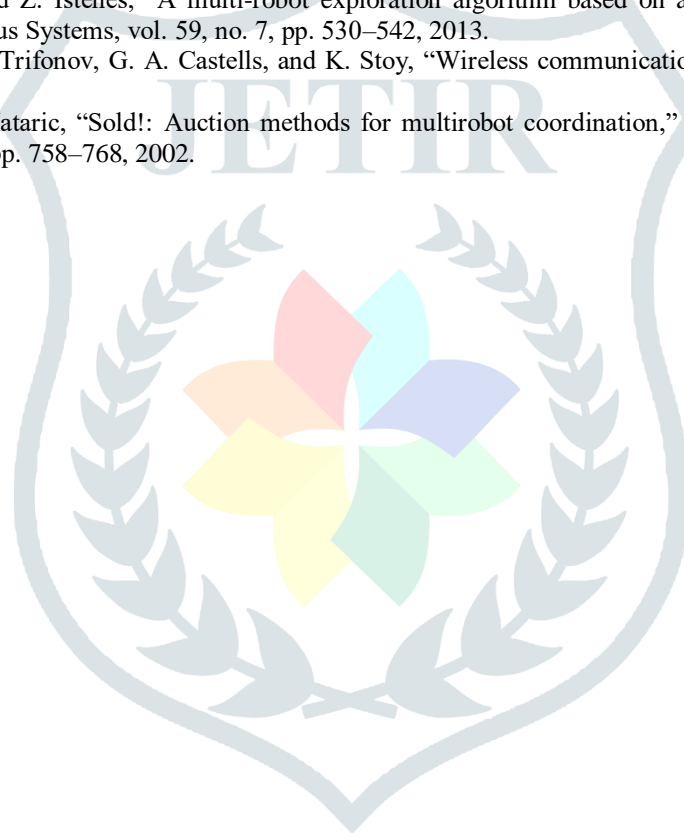 Z. Istenes, “A multi-robot exploration algorithm based on a
us Systems, vol. 59, no. 7, pp. 530–542, 2013.
Trifonov, G. A. Castells, and K. Stoy, “Wireless communicatio
ataric, “Sold!: Auction methods for multirobot coordination,”
pp. 758–768, 2002.
JETIR